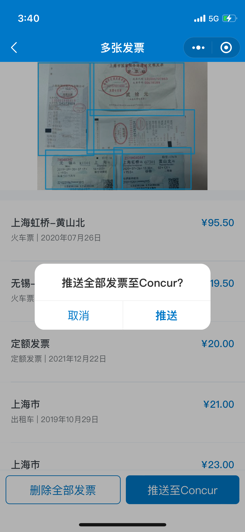 3:40
5G
多张发票
上海虹桥-黄山北
¥95.50
火车票 | 2020年07月26日
无锡-
19.50
火车票
推送全部发票至Concur?
取消
推送
定额发票
¥20.00
定额发票 | 2021年12月22日
上海市
¥21.00
出租车 | 2019年10月29日
上海市
¥23.00
删除全部发票
推送至Concur